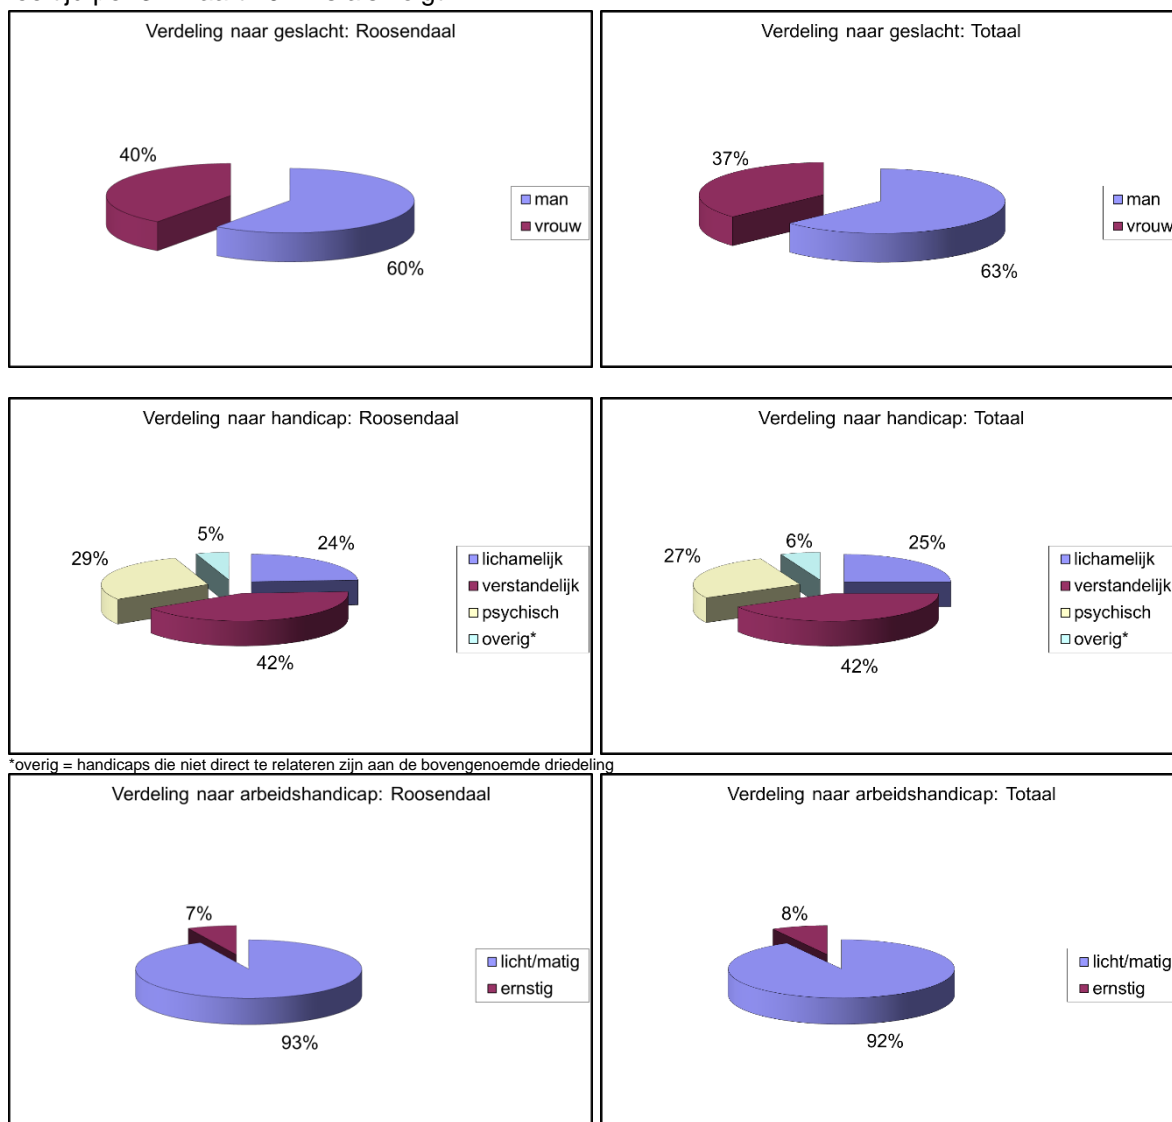 Verdeling naar geslacht: Roosendaal
40%
60%
man
vrouw
Verdeling naar geslacht: Totaal
37%
63%
man
vrouw
Verdeling naar handicap: Roosendaal
5%
24%
29%
42%
lichamelijk
verstandelijk
psychisch
overig*
Verdeling naar handicap: Totaal
6%
25%
27%
42%
lichamelijk
verstandelijk
psychisch
overig*
*overig = handicaps die niet direct te relateren zijn aan de bovengenoemde driedeling
Verdeling naar arbeidshandicap: Roosendaal
7%
93%
licht/matig
ernstig
Verdeling naar arbeidshandicap: Totaal
8%
92%
licht/matig
ernstig